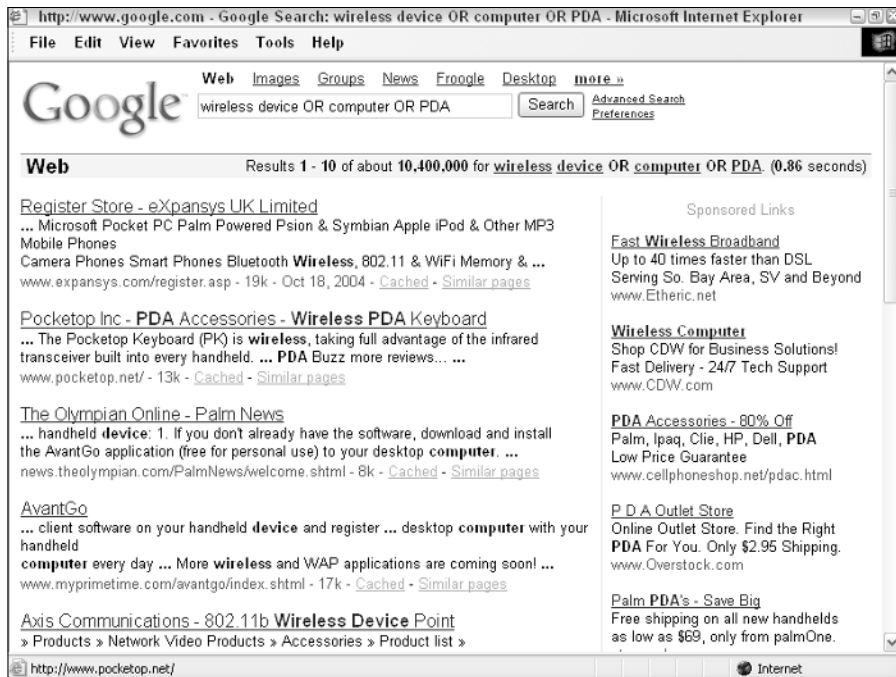 http://www.google.com - Google Search: wireless device OR computer OR PDA - Microsoft Internet Explorer
File Edit View Favorites Tools Help
Web Images Groups News Froogle Desktop more »
Google™
wireless device OR computer OR PDA
Search
Advanced Search
Preferences
Web
Results 1 - 10 of about 10,400,000 for wireless device OR computer OR PDA. (0.86 seconds)
Register Store - eXpansys UK Limited
... Microsoft Pocket PC Palm Powered Psion & Symbian Apple iPod & Other MP3
Mobile Phones
Camera Phones Smart Phones Bluetooth Wireless, 802.11 & WiFi Memory & ...
www.expansys.com/register.asp - 19k - Oct 18, 2004 - Cached - Similar pages
Pocketop Inc - PDA Accessories - Wireless PDA Keyboard
... The Pocketop Keyboard (PK) is wireless, taking full advantage of the infrared
transceiver built into every handheld. ... PDA Buzz more reviews... ...
www.pocketop.net/ - 13k - Cached - Similar pages
The Olympian Online - Palm News
... handheld device: 1. If you don't already have the software, download and install
the AvantGo application (free for personal use) to your desktop computer. ...
news.theolympian.com/PalmNews/welcome.shtml - 8k - Cached - Similar pages
AvantGo
... client software on your handheld device and register ... desktop computer with your
handheld
computer every day ... More wireless and WAP applications are coming soon! ...
www.myprimetime.com/avantgo/index.shtml - 17k - Cached - Similar pages
Axis Communications - 802.11b Wireless Device Point
» Products » Network Video Products » Accessories » Product list »
Sponsored Links
Fast Wireless Broadband
Up to 40 times faster than DSL
Serving So. Bay Area, SV and Beyond
www.Etheric.net
Wireless Computer
Shop CDW for Business Solutions!
Fast Delivery - 24/7 Tech Support
www.CDW.com
PDA Accessories - 80% Off
Palm, Ipaq, Clie, HP, Dell, PDA
Low Price Guarantee
www.cellphoneshop.net/pdac.html
P D A Outlet Store
Online Outlet Store. Find the Right
PDA For You. Only $2.95 Shipping.
www.Overstock.com
Palm PDA's - Save Big
Free shipping on all new handhelds
as low as $69, only from palmOne.
http://www.pocketop.net/
Internet